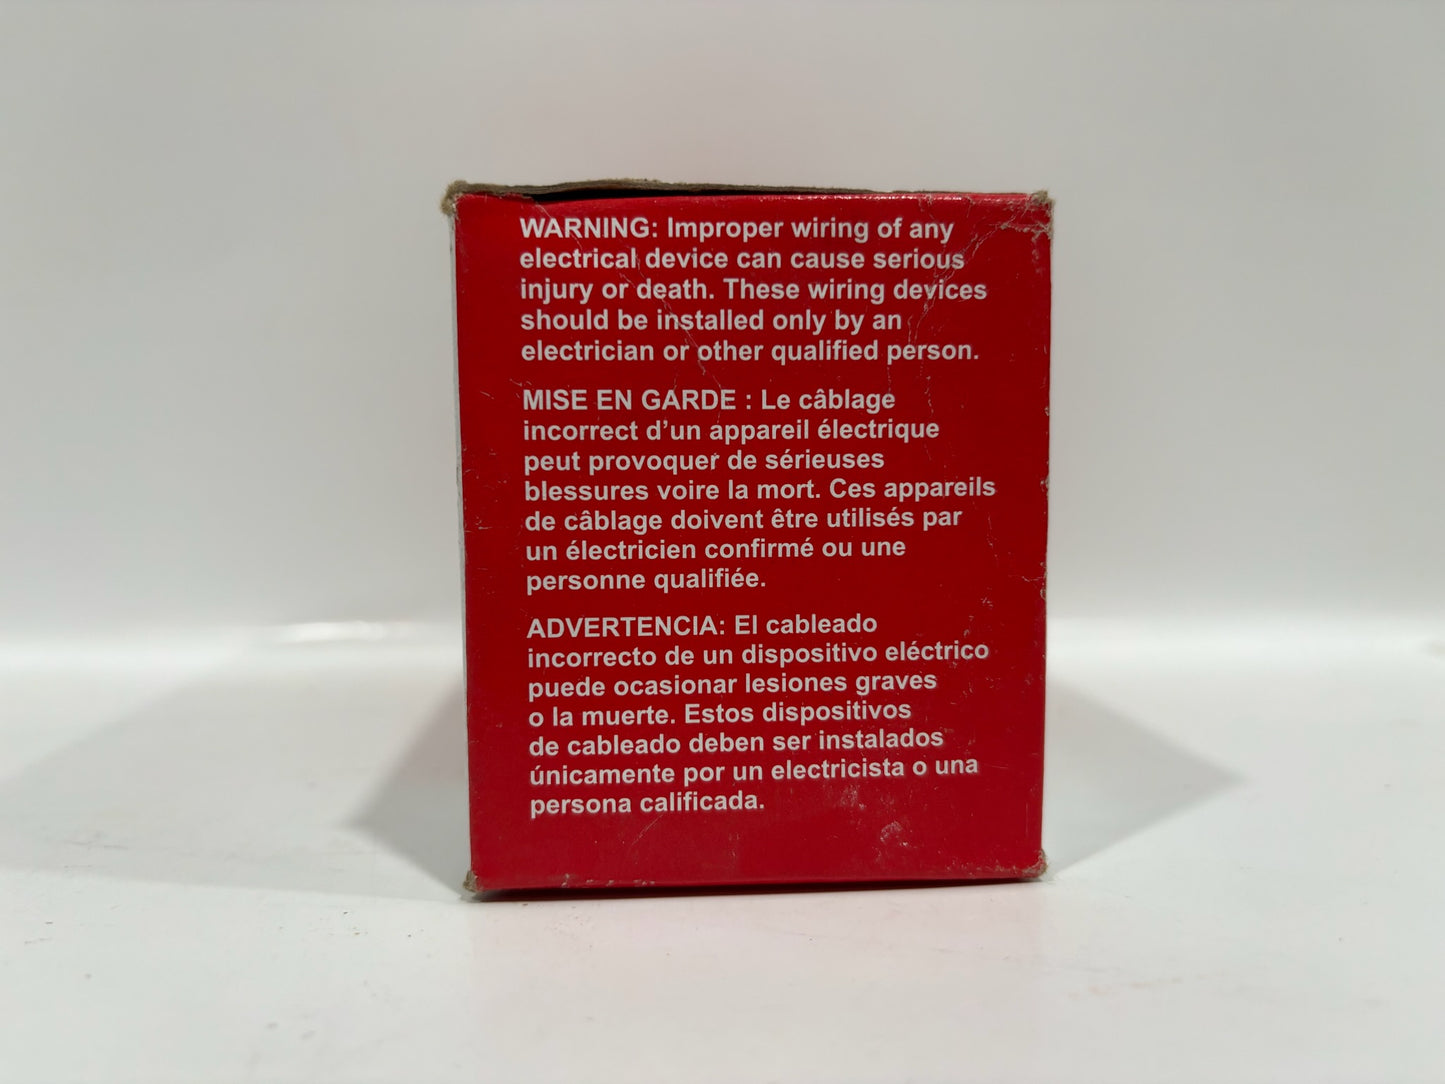 WARNING: Improper wiring of any
electrical device can cause serious
injury or death. These wiring devices
should be installed only by an
electrician or other qualified person.
MISE EN GARDE : Le câblage
incorrect d’un appareil électrique
peut provoquer de sérieuses
blessures voire la mort. Ces appareils
de câblage doivent être utilisés par
un électricien confirmé ou une
personne qualifiée.
ADVERTENCIA: El cableado
incorrecto de un dispositivo eléctrico
puede ocasionar lesiones graves
o la muerte. Estos dispositivos
de cableado deben ser instalados
únicamente por un electricista o una
persona calificada.